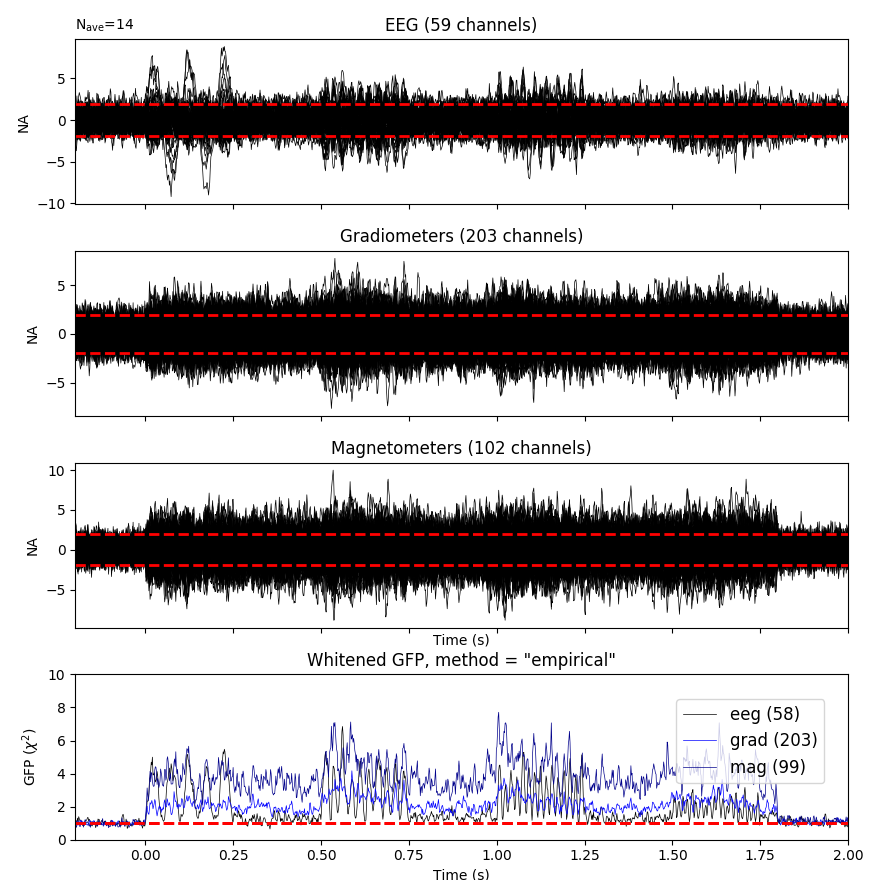 N_ave=14
EEG (59 channels)
5
0
−5
−10
NA
Gradiometers (203 channels)
5
0
−5
NA
Magnetometers (102 channels)
10
5
0
−5
NA
Time (s)
Whitened GFP, method = "empirical"
10
8
6
4
2
0
GFP (χ²)
eeg (58)
grad (203)
mag (99)
0.00 0.25 0.50 0.75 1.00 1.25 1.50 1.75 2.00
Time (s)